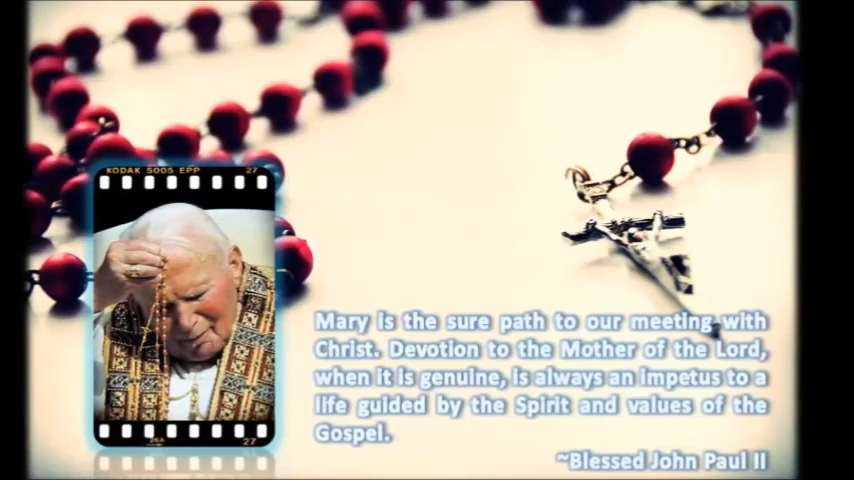 KODAK 5005 EPP 27
Mary is the sure path to our meeting with
Christ. Devotion to the Mother of the Lord,
when it is genuine, is always an impetus to a
life guided by the Spirit and values of the
Gospel.
~Blessed John Paul II
26A 27